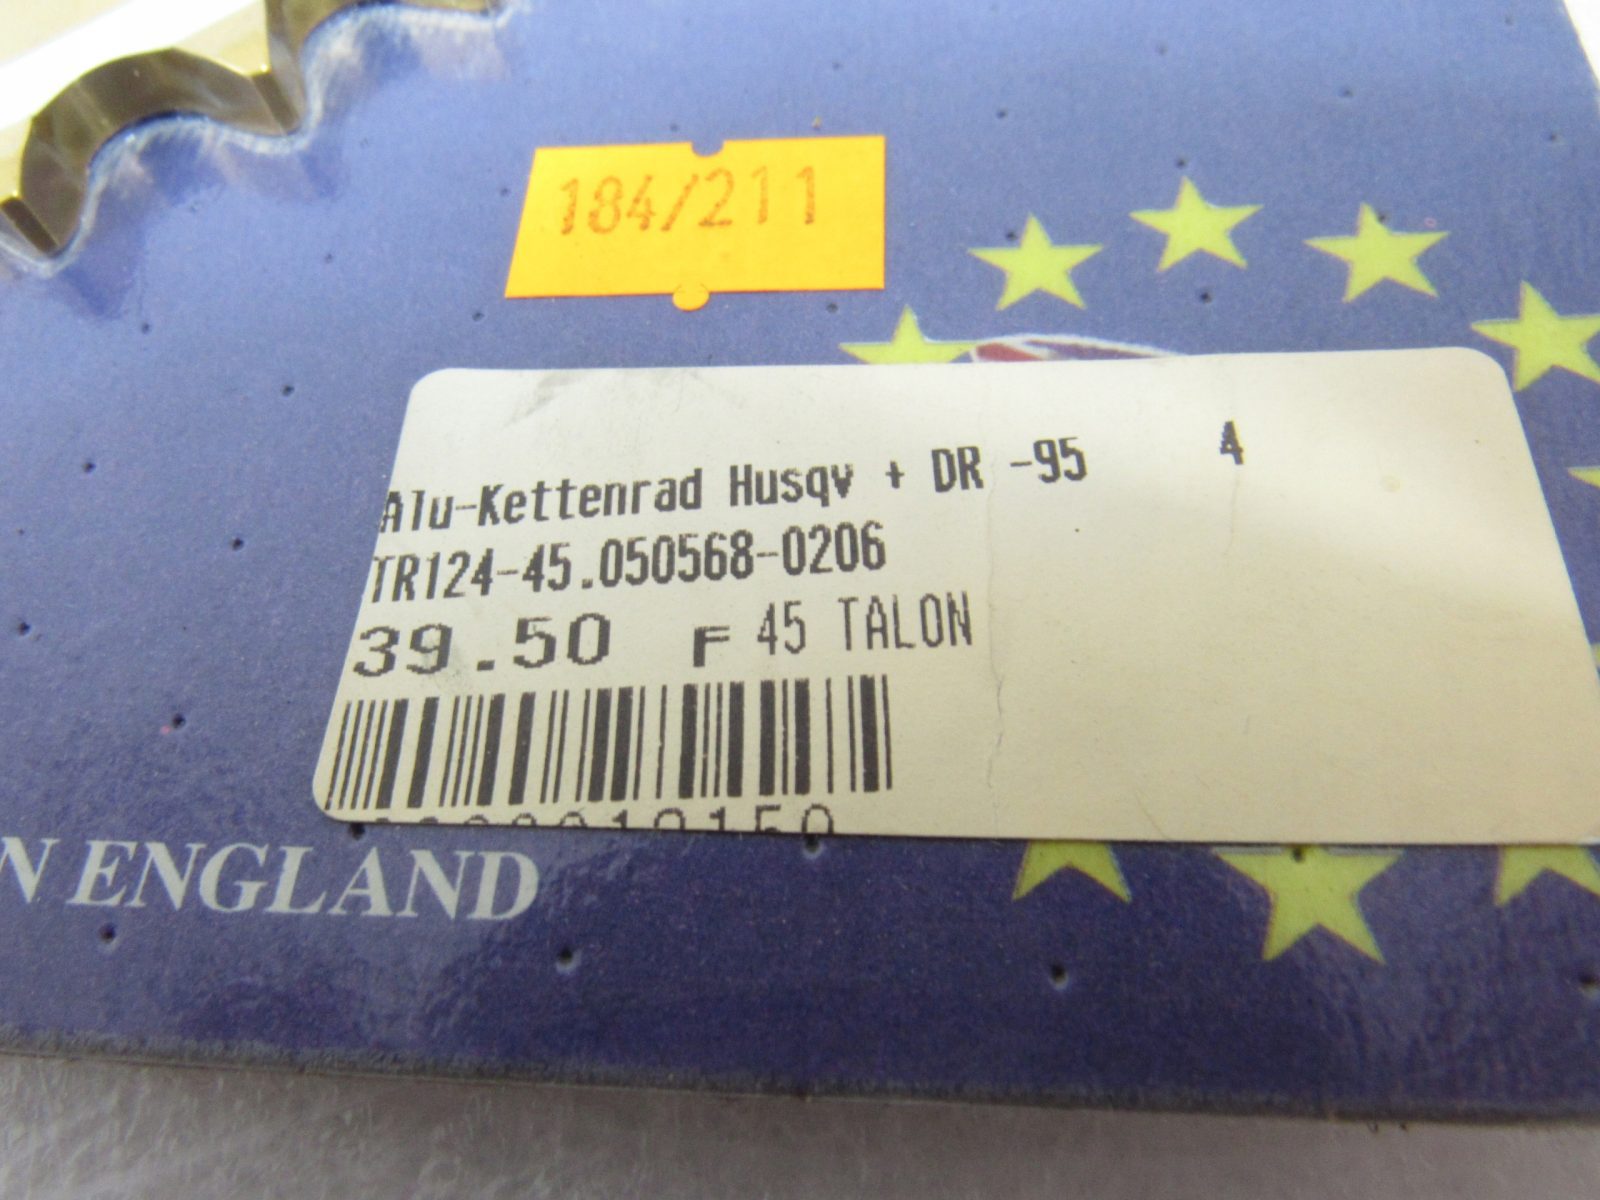 184/211
Alu-Kettenrad Husqv + DR -95 4
TR124-45.050568-0206
39.50 F 45 TALON
N ENGLAND